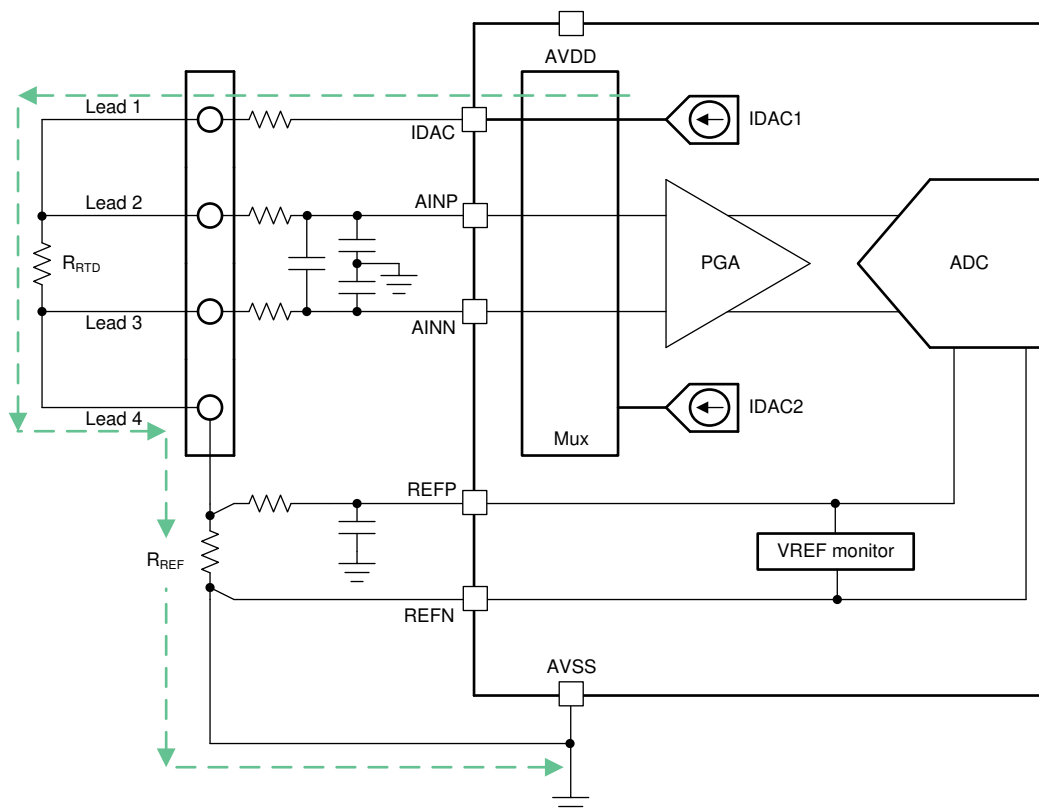 AVDD
Lead 1
IDAC
IDAC1
Lead 2
AINP
RRTD
PGA
ADC
Lead 3
AINN
Lead 4
IDAC2
Mux
REFP
RREF
VREF monitor
REFN
AVSS